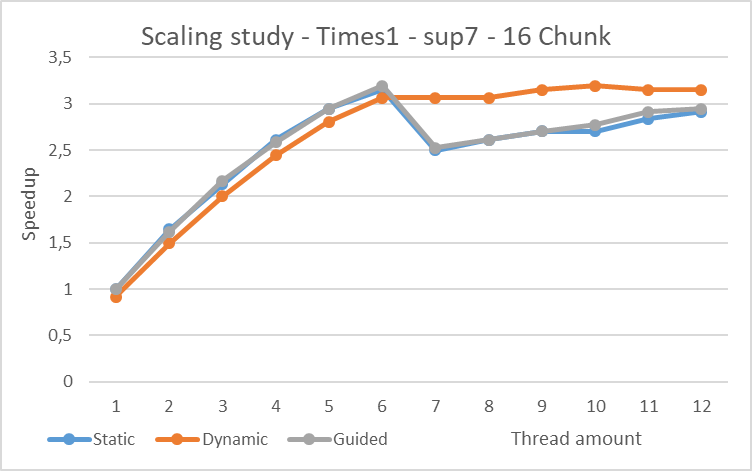 Scaling study - Times1 - sup7 - 16 Chunk
3,5
3
2,5
2
1,5
1
0,5
0
Speedup
1 2 3 4 5 6 7 8 9 10 11 12
Static Dynamic Guided Thread amount